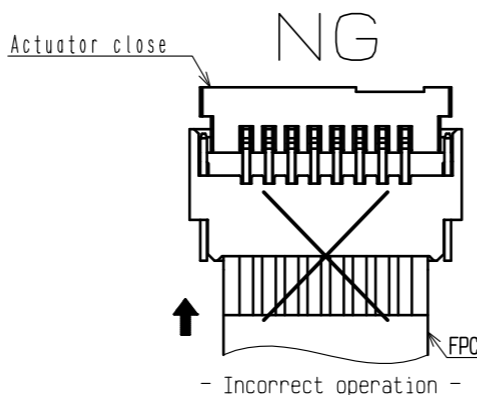 NG
Actuator close
FPC
- Incorrect operation -